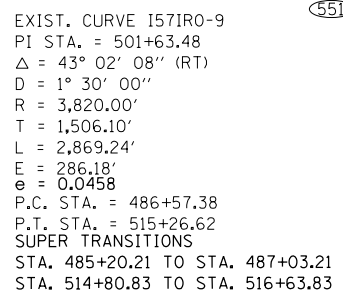 551
EXIST. CURVE I57IRO-9
PI STA. = 501+63.48
△ = 43° 02' 08'' (RT)
D = 1° 30' 00''
R = 3,820.00'
T = 1,506.10'
L = 2,869.24'
E = 286.18'
e = 0.0458
P.C. STA. = 486+57.38
P.T. STA. = 515+26.62
SUPER TRANSITIONS
STA. 485+20.21 TO STA. 487+03.21
STA. 514+80.83 TO STA. 516+63.83